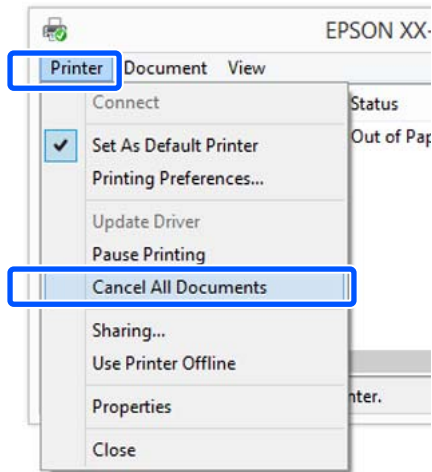 EPSON XX-
Printer Document View
Connect
Status
Set As Default Printer
Out of Pap
Printing Preferences...
Update Driver
Pause Printing
Cancel All Documents
Sharing...
Use Printer Offline
nter.
Properties
Close